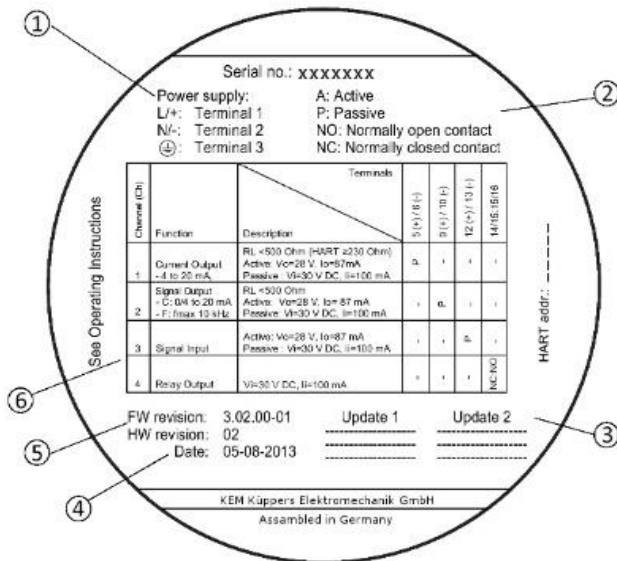 ①
Serial no.: xxxxxxx
Power supply: A: Active
②
L/+: Terminal 1 P: Passive
N/-: Terminal 2 NO: Normally open contact
⏚: Terminal 3 NC: Normally closed contact
See Operating Instructions
Channel (Ch) Function Description Terminals 5 (+) / 6 (-) 9 (+) / 10 (-) 12 (+) / 13 (-) 14/15;15/16
RL <500 Ohm (HART ≥230 Ohm)
Current Output Active: Vo=28 V, Io=87mA P - - -
1 - 4 to 20 mA, Passive : Vi=30 V DC, Ii=100 mA
Signal Output RL <500 Ohm
- C: 0/4 to 20 mA Active: Vo=28 V, Io= 87 mA - P - -
2 - F: fmax 10 kHz Passive: Vi=30 V DC, Ii=100 mA
Active: Vo=28 V, Io=87 mA
3 Signal Input Passive : Vi=30 V DC, Ii=100 mA - - P -
4 Relay Output Vi=30 V DC, Ii=100 mA - - - NC;NO
HART addr.: _ _ _ _ _
⑥
FW revision: 3.02.00-01 Update 1 Update 2
③
⑤
HW revision: 02
Date: 05-08-2013
④
KEM Küppers Elektromechanik GmbH
Assambled in Germany